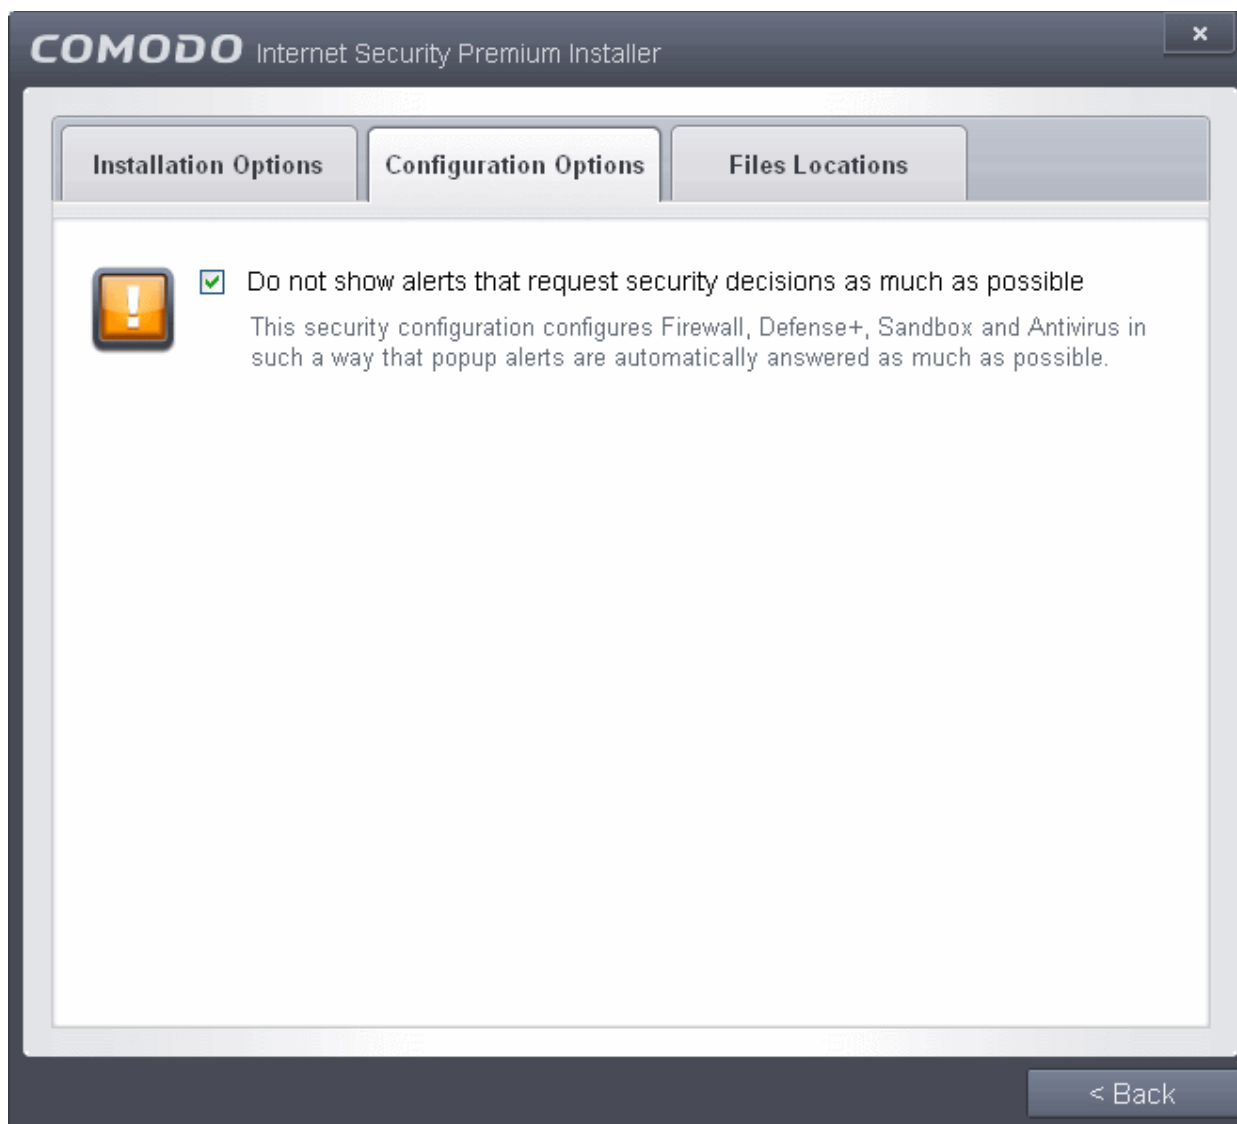 COMODO Internet Security Premium Installer
Installation Options
Configuration Options
Files Locations
Do not show alerts that request security decisions as much as possible
This security configuration configures Firewall, Defense+, Sandbox and Antivirus in
such a way that popup alerts are automatically answered as much as possible.
< Back